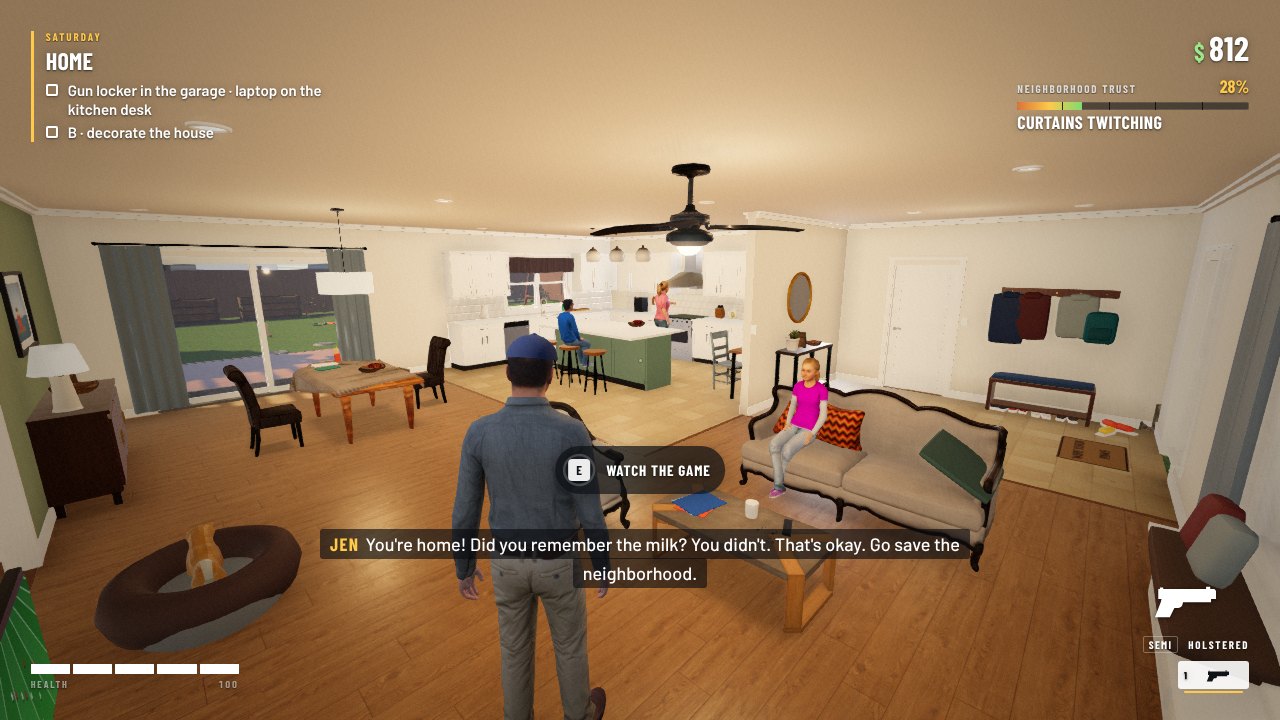 SATURDAY
HOME
Gun locker in the garage · laptop on the
kitchen desk
B · decorate the house
$ 812
NEIGHBORHOOD TRUST 28%
CURTAINS TWITCHING
E WATCH THE GAME
JEN You're home! Did you remember the milk? You didn't. That's okay. Go save the
neighborhood.
SEMI HOLSTERED
1
HEALTH 100